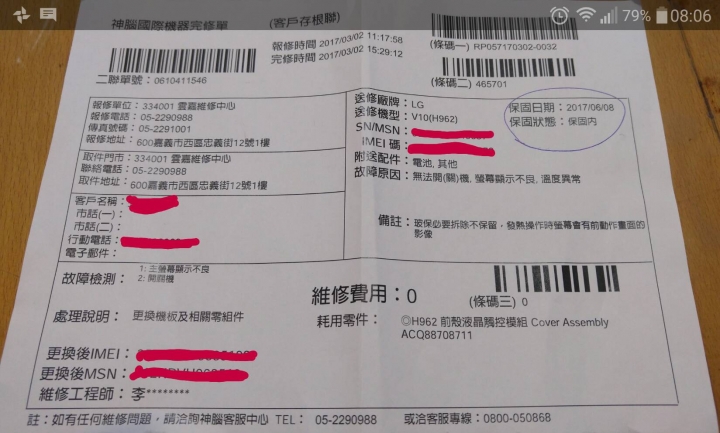 79% 08:06
神腦國際機器完修單
(客戶存根聯)
報修時間 2017/03/02 11:17:58
完修時間 2017/03/02 15:29:12
(條碼一) RP057170302-0032
(條碼二) 465701
二聯單號：0610411546
報修單位：334001 雲嘉維修中心
報修電話：05-2290988
傳真號碼：05-2291001
報修地址：600嘉義市西區忠義街12號1樓
取件門市：334001 雲嘉維修中心
聯絡電話：05-2290988
取件地址：600嘉義市西區忠義街12號1樓
客戶名稱：
市話(一)：
市話(二)：
行動電話：
電子郵件：
送修廠牌：LG
送修機型：V10(H962)
SN/MSN：
IMEI 碼：
附送配件：電池, 其他
故障原因：無法開(關)機, 螢幕顯示不良, 溫度異常
保固日期：2017/06/08
保固狀態：保固內
備註：玻保必要拆除不保留，發熱操作時螢幕會有前動作畫面的
影像
故障檢測：
1: 主螢幕顯示不良
2: 開關機
維修費用：0
(條碼三) 0
處理說明：更換機板及相關零組件
耗用零件：
◎H962 前殼液晶觸控模組 Cover Assembly
ACQ88708711
更換後IMEI：
更換後MSN：
維修工程師：李********
註：如有任何維修問題，請洽詢神腦客服中心 TEL： 05-2290988 或洽客服專線：0800-050868